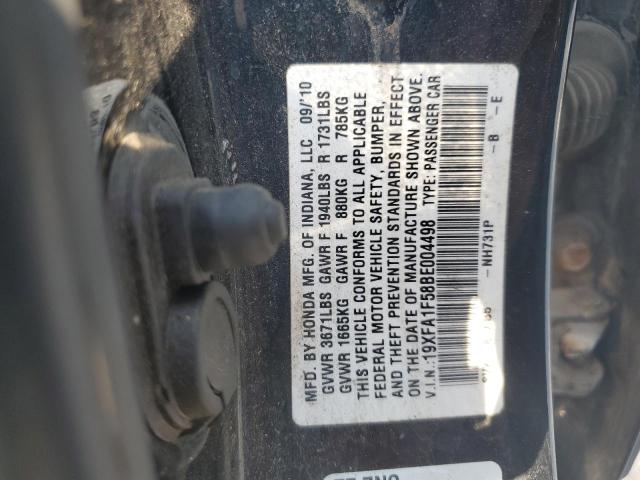 MFD. BY HONDA MFG. OF INDIANA, LLC 09/10
GVWR 3671LBS GAWR F 1940LBS R 1731LBS
GVWR 1665KG GAWR F 880KG R 785KG
THIS VEHICLE CONFORMS TO ALL APPLICABLE
FEDERAL MOTOR VEHICLE SAFETY, BUMPER,
AND THEFT PREVENTION STANDARDS IN EFFECT
ON THE DATE OF MANUFACTURE SHOWN ABOVE.
V.I.N.: 19XFA1F58BE004498 TYPE: PASSENGER CAR
NH731P -B -E